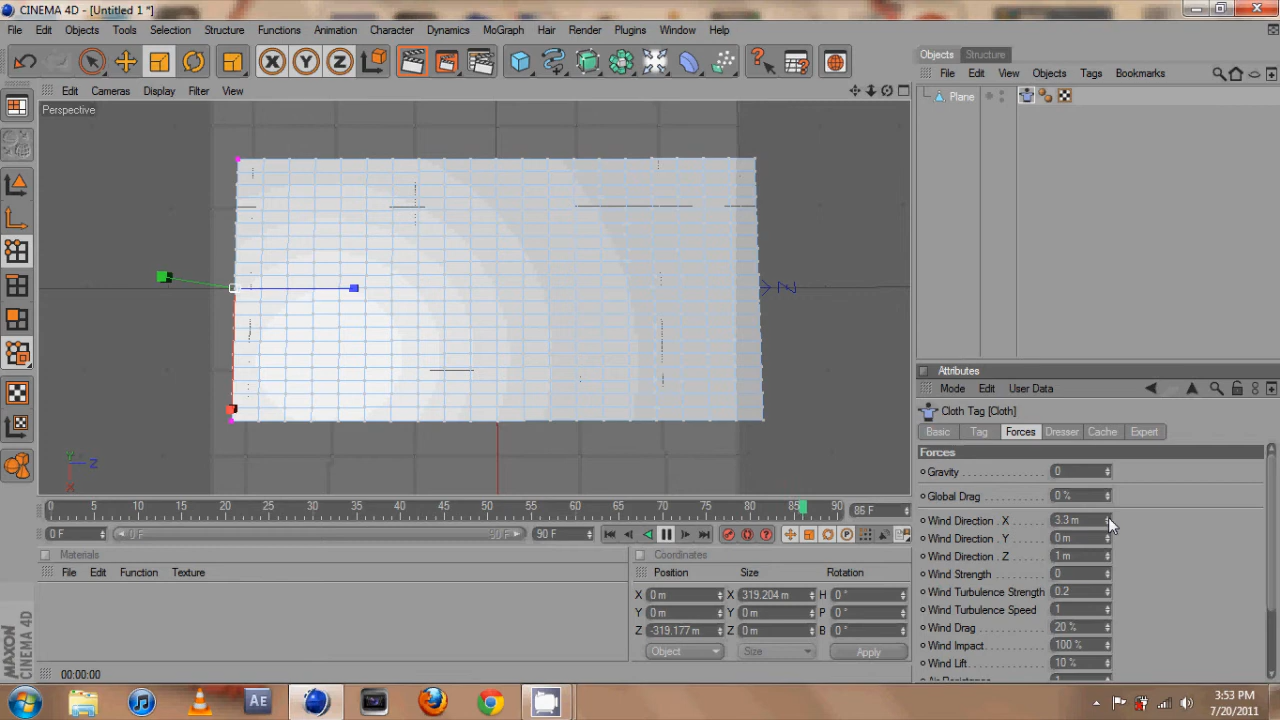 CINEMA 4D - [Untitled 1 *]
File Edit Objects Tools Selection Structure Functions Animation Character Dynamics MoGraph Hair Render Plugins Window Help
X Y Z
Objects Structure
File Edit View Objects Tags Bookmarks
Plane
Edit Cameras Display Filter View
Perspective
Z
Y
Z
X
Attributes
Mode Edit User Data
Cloth Tag [Cloth]
Basic Tag Forces Dresser Cache Expert
Forces
Gravity 0
Global Drag 0 %
Wind Direction . X 3.3 m
Wind Direction . Y 0 m
Wind Direction . Z 1 m
Wind Strength 0
Wind Turbulence Strength 0.2
Wind Turbulence Speed 1
Wind Drag 20 %
Wind Impact 100 %
Wind Lift 10 %
Air Resistance 1
0 5 10 15 20 25 30 35 40 45 50 55 60 65 70 75 80 85 90 86 F
0 F 0 F 90 F 90 F
P
Materials
File Edit Function Texture
Coordinates
Position Size Rotation
X 0 m X 319.204 m H 0 °
Y 0 m Y 0 m P 0 °
Z -319.177 m Z 0 m B 0 °
Object Size Apply
MAXON CINEMA 4D
00:00:00
Ae
3:53 PM
7/20/2011